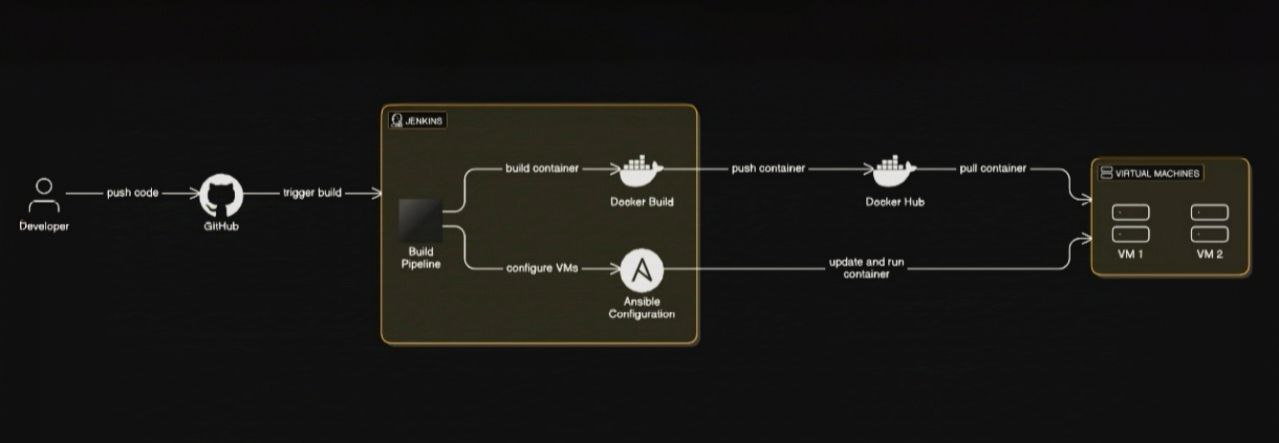 JENKINS
build container
push container
pull container
VIRTUAL MACHINES
push code
trigger build
Docker Build
Docker Hub
Developer
GitHub
Build
Pipeline
VM 1
VM 2
configure VMs
update and run
container
Ansible
Configuration